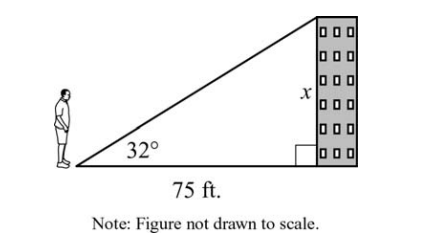 x
32°
75 ft.
Note: Figure not drawn to scale.